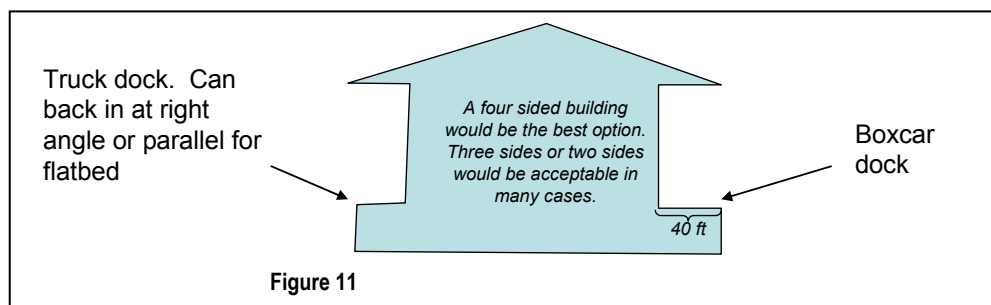 Truck dock. Can
back in at right
angle or parallel for
flatbed
A four sided building
would be the best option.
Three sides or two sides
would be acceptable in
many cases.
Boxcar
dock
40 ft
Figure 11